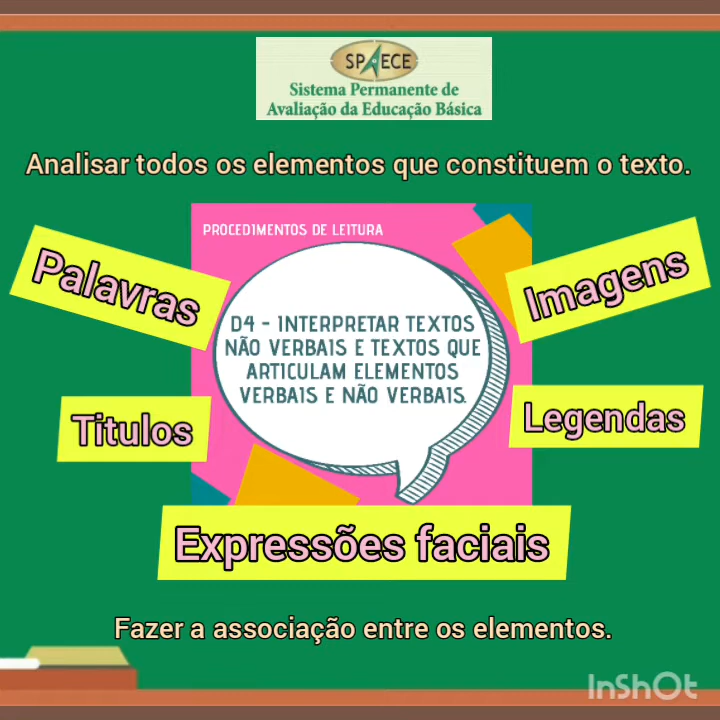 SPAECE
Sistema Permanente de
Avaliação da Educação Básica
Analisar todos os elementos que constituem o texto.
PROCEDIMENTOS DE LEITURA
Palavras
Imagens
D4 - INTERPRETAR TEXTOS
NÃO VERBAIS E TEXTOS QUE
ARTICULAM ELEMENTOS
VERBAIS E NÃO VERBAIS.
Titulos
Legendas
Expressões faciais
Fazer a associação entre os elementos.
InShOt